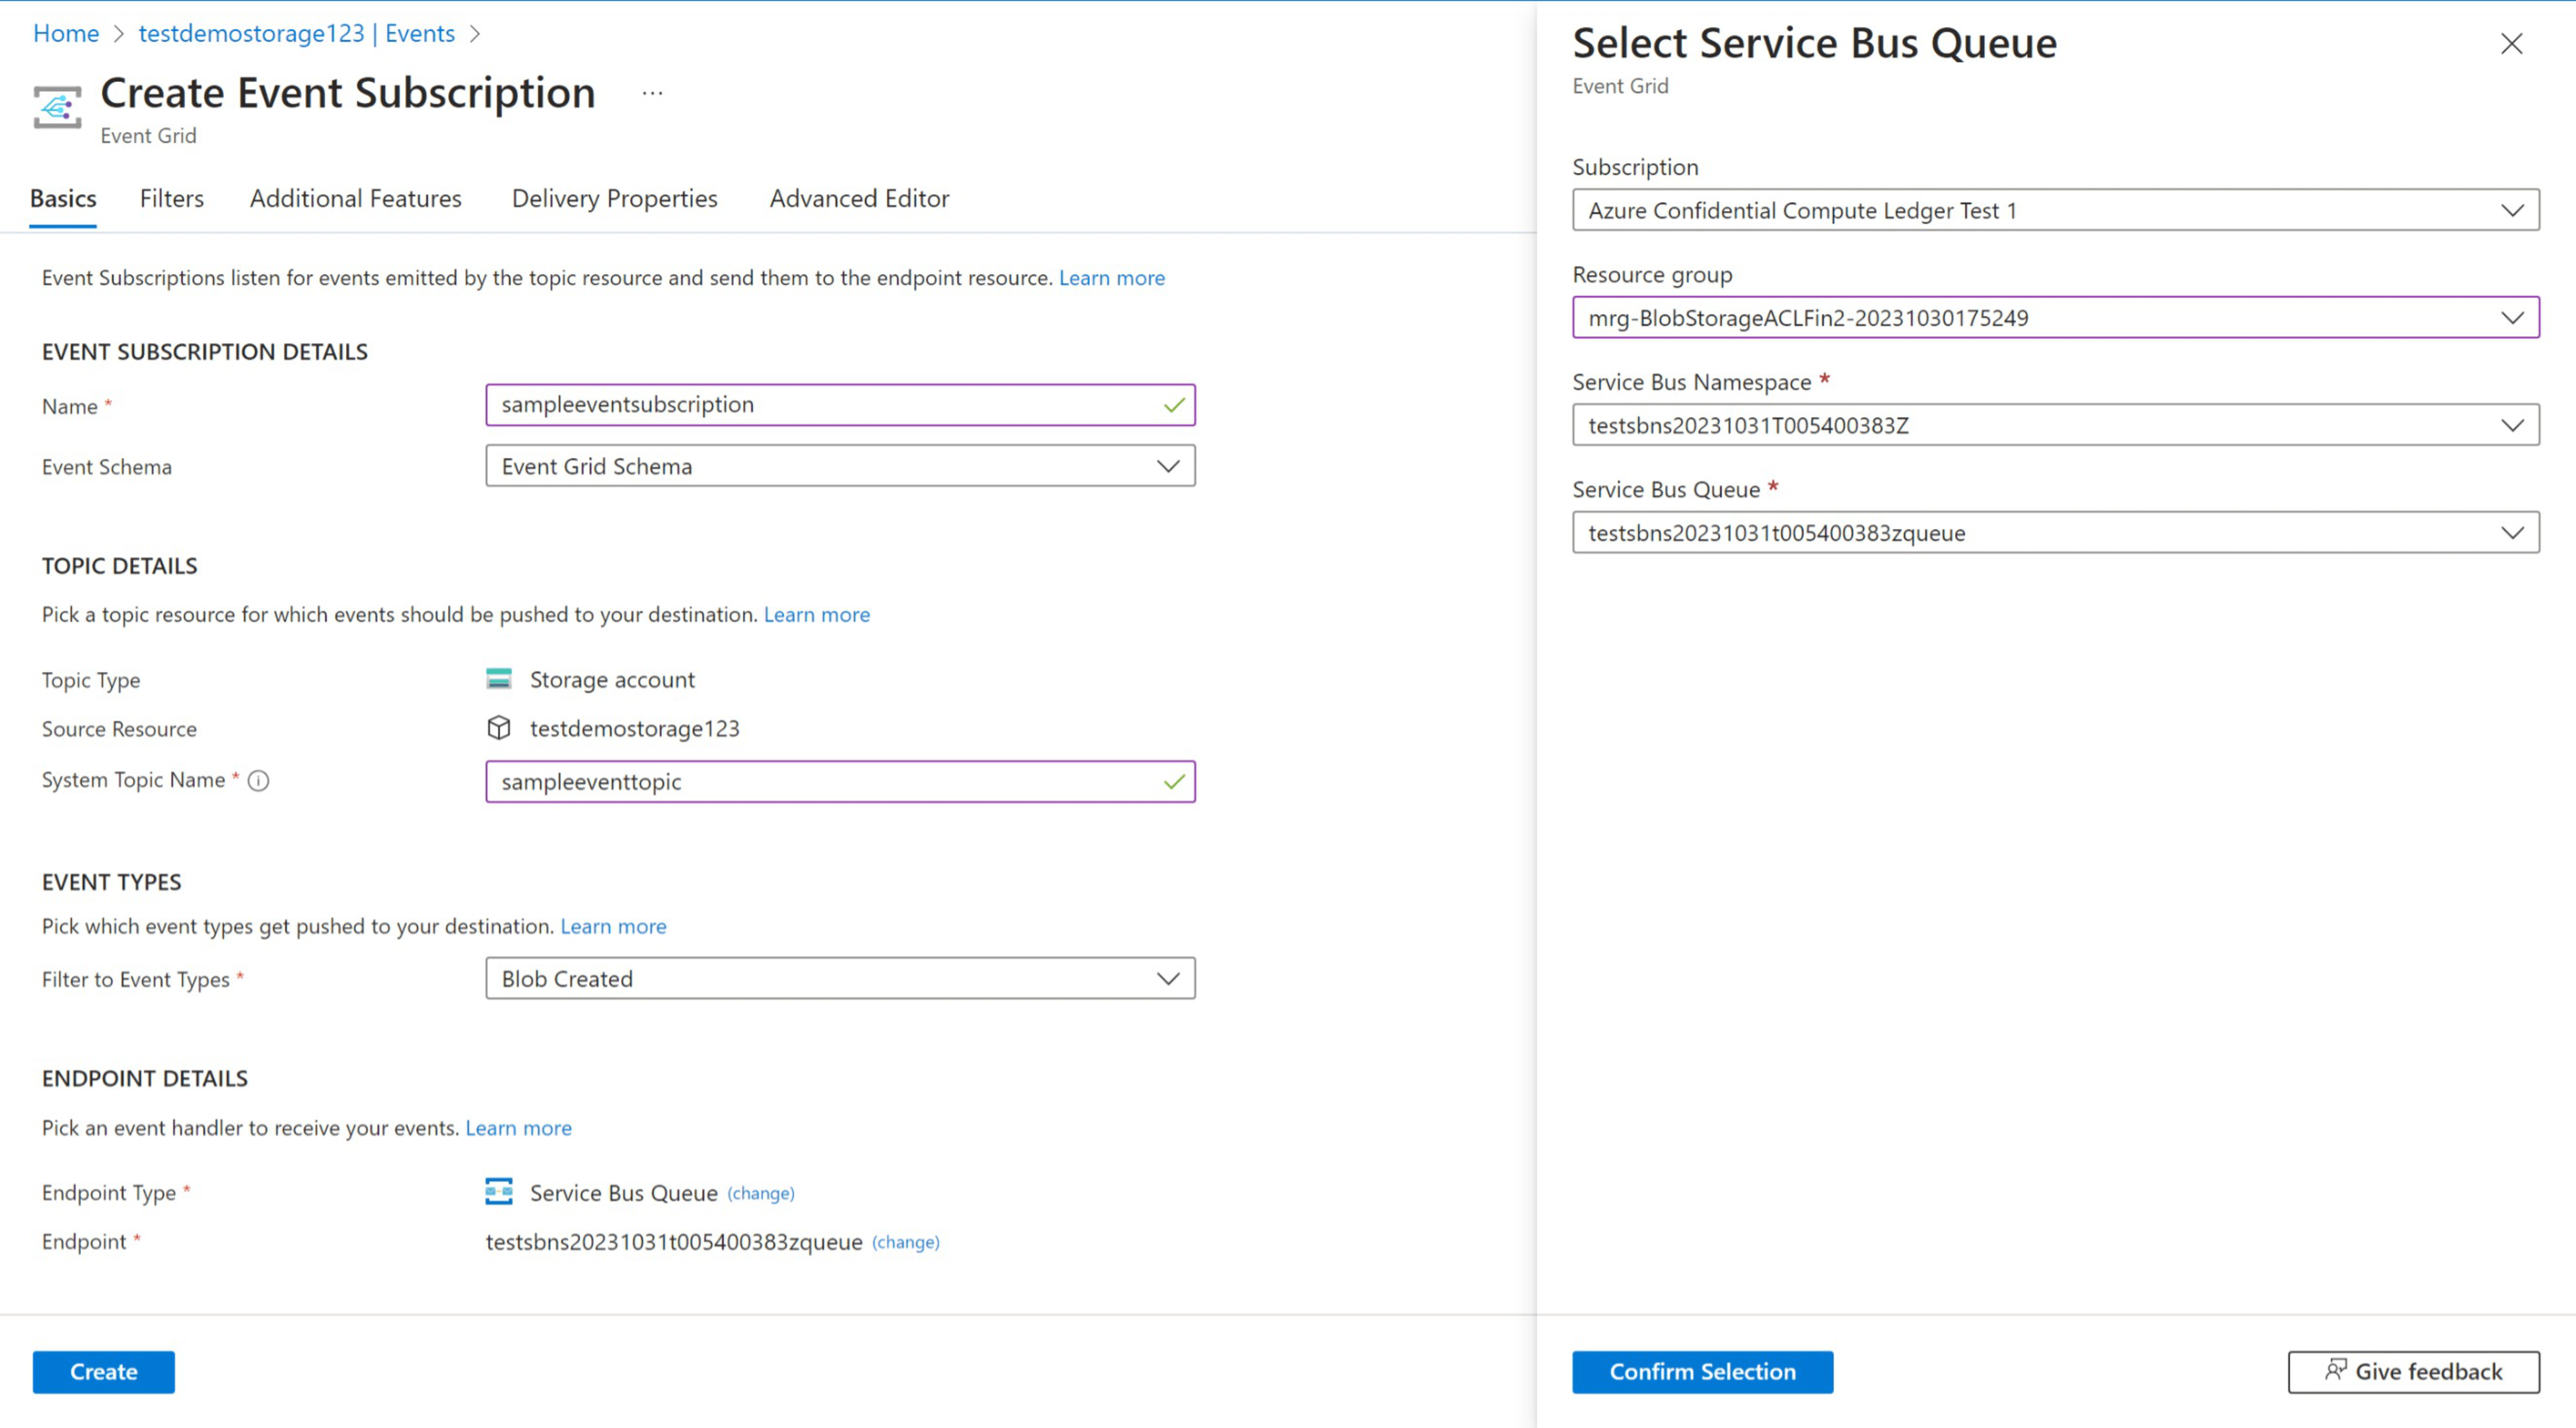 Home > testdemostorage123 | Events >
Create Event Subscription ...
Event Grid
Basics Filters Additional Features Delivery Properties Advanced Editor
Event Subscriptions listen for events emitted by the topic resource and send them to the endpoint resource. Learn more
EVENT SUBSCRIPTION DETAILS
Name * sampleeventsubscription
Event Schema Event Grid Schema
TOPIC DETAILS
Pick a topic resource for which events should be pushed to your destination. Learn more
Topic Type Storage account
Source Resource testdemostorage123
System Topic Name * sampleeventtopic
EVENT TYPES
Pick which event types get pushed to your destination. Learn more
Filter to Event Types * Blob Created
ENDPOINT DETAILS
Pick an event handler to receive your events. Learn more
Endpoint Type * Service Bus Queue (change)
Endpoint * testsbns20231031t005400383zqueue (change)
Create
Select Service Bus Queue
Event Grid
Subscription
Azure Confidential Compute Ledger Test 1
Resource group
mrg-BlobStorageACLFin2-20231030175249
Service Bus Namespace *
testsbns20231031T005400383Z
Service Bus Queue *
testsbns20231031t005400383zqueue
Confirm Selection Give feedback